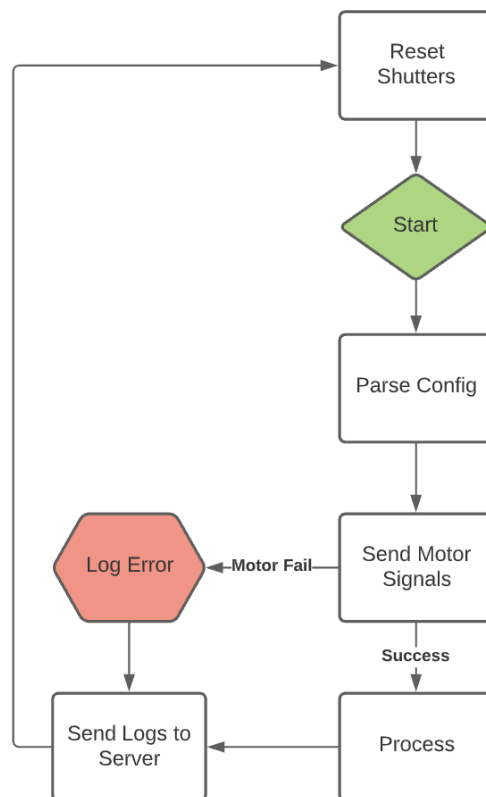 Reset
Shutters
Start
Parse Config
Log Error
Motor Fail
Send Motor
Signals
Success
Send Logs to
Server
Process